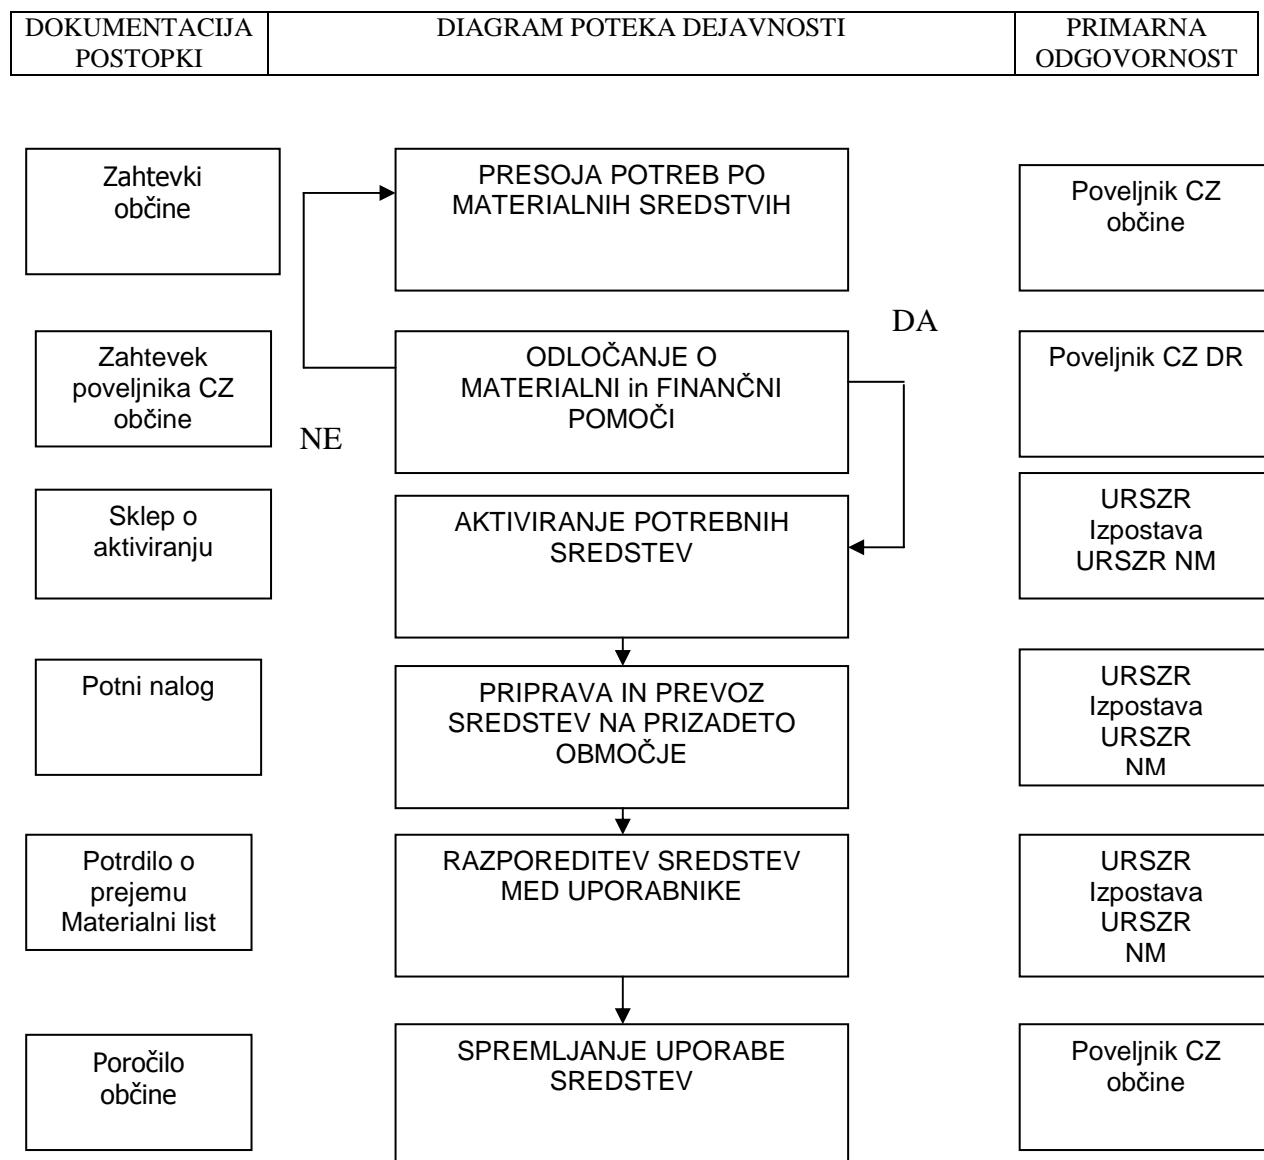 DOKUMENTACIJA
POSTOPKI
DIAGRAM POTEKA DEJAVNOSTI
PRIMARNA
ODGOVORNOST
Zahtevki
občine
PRESOJA POTREB PO
MATERIALNIH SREDSTVIH
Poveljnik CZ
občine
DA
Zahtevek
poveljnika CZ
občine
NE
ODLOČANJE O
MATERIALNI in FINANČNI
POMOČI
Poveljnik CZ DR
Sklep o
aktiviranju
AKTIVIRANJE POTREBNIH
SREDSTEV
URSZR
Izpostava
URSZR NM
Potni nalog
PRIPRAVA IN PREVOZ
SREDSTEV NA PRIZADETO
OBMOČJE
URSZR
Izpostava
URSZR
NM
Potrdilo o
prejemu
Materialni list
RAZPOREDITEV SREDSTEV
MED UPORABNIKE
URSZR
Izpostava
URSZR
NM
Poročilo
občine
SPREMLJANJE UPORABE
SREDSTEV
Poveljnik CZ
občine